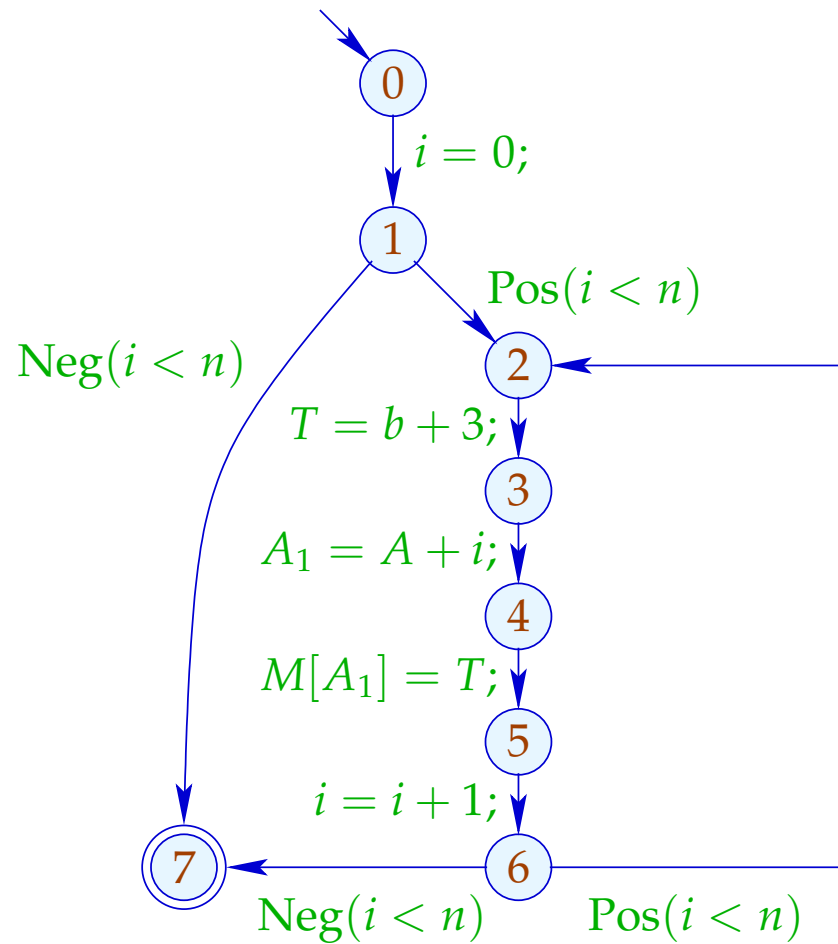 0
i = 0;
1
Pos(i < n)
Neg(i < n)
2
T = b + 3;
3
A₁ = A + i;
4
M[A₁] = T;
5
i = i + 1;
7
6
Neg(i < n)
Pos(i < n)